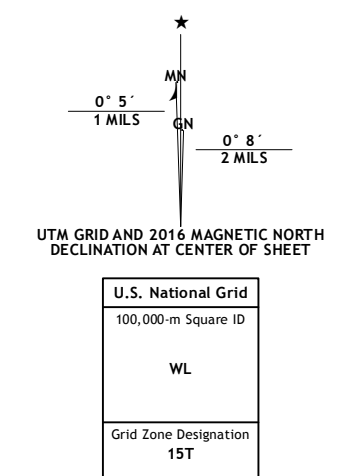 ★
MN
0° 5´
1 MILS
GN
0° 8´
2 MILS
UTM GRID AND 2016 MAGNETIC NORTH
DECLINATION AT CENTER OF SHEET
U.S. National Grid
100,000-m Square ID
WL
Grid Zone Designation
15T